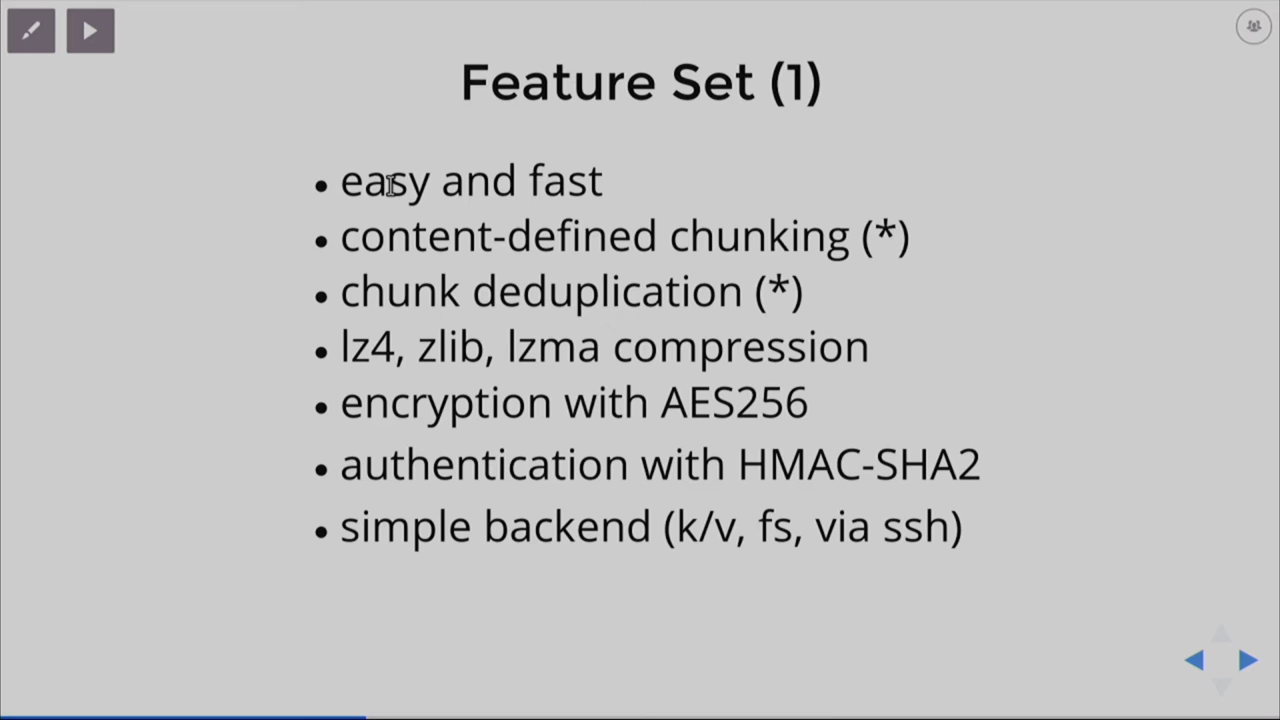 Feature Set (1)
easy and fast
content-defined chunking (*)
chunk deduplication (*)
lz4, zlib, lzma compression
encryption with AES256
authentication with HMAC-SHA2
simple backend (k/v, fs, via ssh)